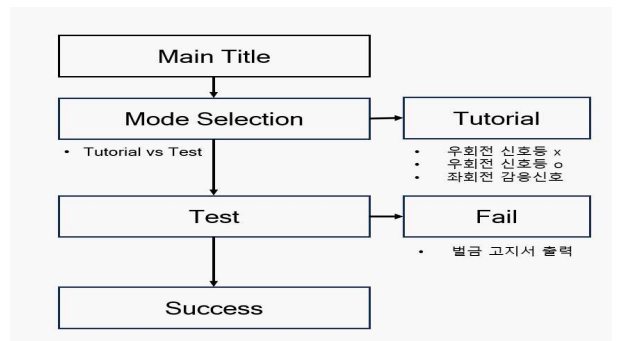 Main Title
Mode Selection
Tutorial
• Tutorial vs Test
• 우회전 신호등 x
• 우회전 신호등 o
• 좌회전 감응신호
Test
Fail
• 벌금 고지서 출력
Success